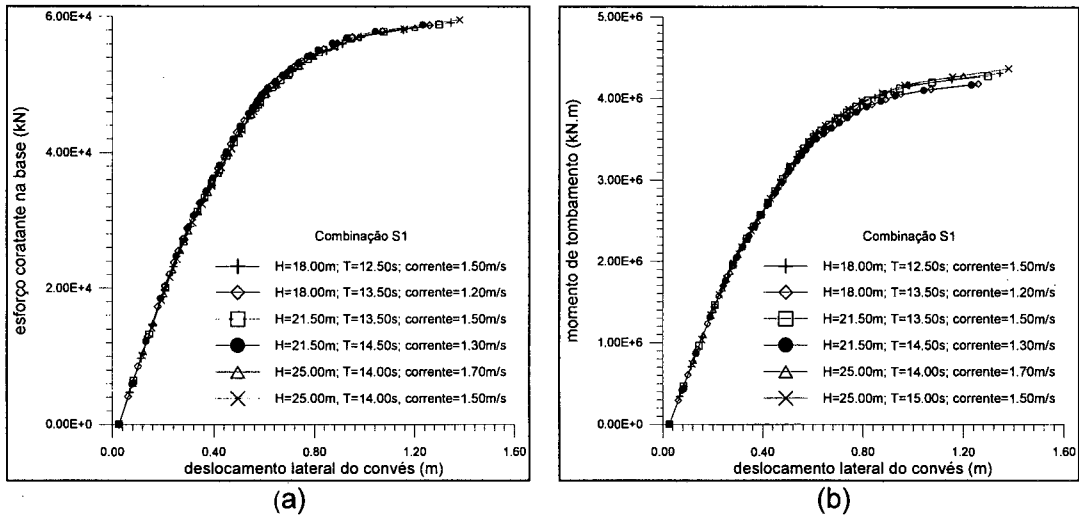 6.00E+4
4.00E+4
2.00E+4
0.00E+0
esforço coratante na base (kN)
Combinação S1
H=18.00m; T=12.50s; corrente=1.50m/s
H=18.00m; T=13.50s; corrente=1.20m/s
H=21.50m; T=13.50s; corrente=1.50m/s
H=21.50m; T=14.50s; corrente=1.30m/s
H=25.00m; T=14.00s; corrente=1.70m/s
H=25.00m, T=14.00s; corrente=1.50m/s
0.00 0.40 0.80 1.20 1.60
deslocamento lateral do convés (m)
(a)
5.00E+6
4.00E+6
3.00E+6
2.00E+6
1.00E+6
0.00E+0
momento de tombamento (kN.m)
Combinação S1
H=18.00m; T=12.50s; corrente=1.50m/s
H=18.00m; T=13.50s; corrente=1.20m/s
H=21.50m; T=13.50s; corrente=1.50m/s
H=21.50m; T=14.50s; corrente=1.30m/s
H=25.00m; T=14.00s; corrente=1.70m/s
H=25.00m; T=15.00s; corrente=1.50m/s
0.00 0.40 0.80 1.20 1.60
deslocamento lateral do convés (m)
(b)